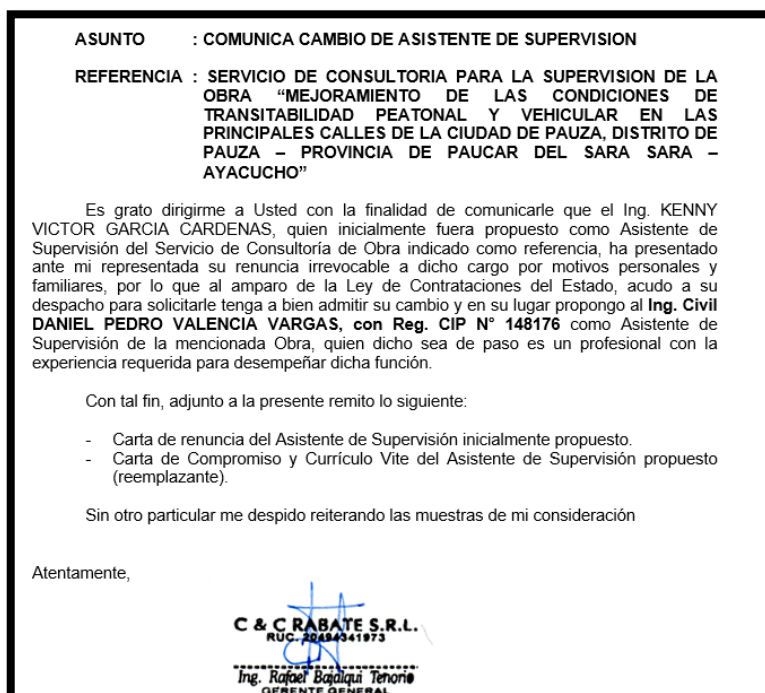 ASUNTO : COMUNICA CAMBIO DE ASISTENTE DE SUPERVISION
REFERENCIA : SERVICIO DE CONSULTORIA PARA LA SUPERVISION DE LA
OBRA “MEJORAMIENTO DE LAS CONDICIONES DE
TRANSITABILIDAD PEATONAL Y VEHICULAR EN LAS
PRINCIPALES CALLES DE LA CIUDAD DE PAUZA, DISTRITO DE
PAUZA – PROVINCIA DE PAUCAR DEL SARA SARA –
AYACUCHO”
Es grato dirigirme a Usted con la finalidad de comunicarle que el Ing. KENNY
VICTOR GARCIA CARDENAS, quien inicialmente fuera propuesto como Asistente de
Supervisión del Servicio de Consultoría de Obra indicado como referencia, ha presentado
ante mi representada su renuncia irrevocable a dicho cargo por motivos personales y
familiares, por lo que al amparo de la Ley de Contrataciones del Estado, acudo a su
despacho para solicitarle tenga a bien admitir su cambio y en su lugar propongo al Ing. Civil
DANIEL PEDRO VALENCIA VARGAS, con Reg. CIP N° 148176 como Asistente de
Supervisión de la mencionada Obra, quien dicho sea de paso es un profesional con la
experiencia requerida para desempeñar dicha función.
Con tal fin, adjunto a la presente remito lo siguiente:
- Carta de renuncia del Asistente de Supervisión inicialmente propuesto.
- Carta de Compromiso y Currículo Vite del Asistente de Supervisión propuesto
(reemplazante).
Sin otro particular me despido reiterando las muestras de mi consideración
Atentamente,
C & C RABATE S.R.L.
RUC. 20494341973
Ing. Rafael Bajalqui Tenorio
GERENTE GENERAL